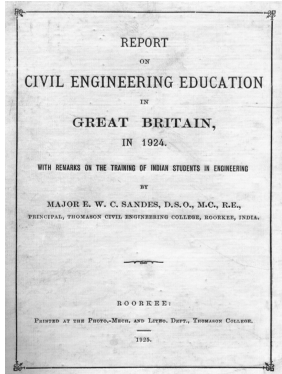 REPORT
ON
CIVIL ENGINEERING EDUCATION
IN
GREAT BRITAIN,
IN 1924.
WITH REMARKS ON THE TRAINING OF INDIAN STUDENTS IN ENGINEERING
BY
MAJOR E. W. C. SANDES, D.S.O., M.C., R.E.,
PRINCIPAL, THOMASON CIVIL ENGINEERING COLLEGE, ROORKEE, INDIA.
ROORKEE:
PRINTED AT THE PHOTO.-MECHL. AND LITHO. DEPT., THOMASON COLLEGE.
1925.